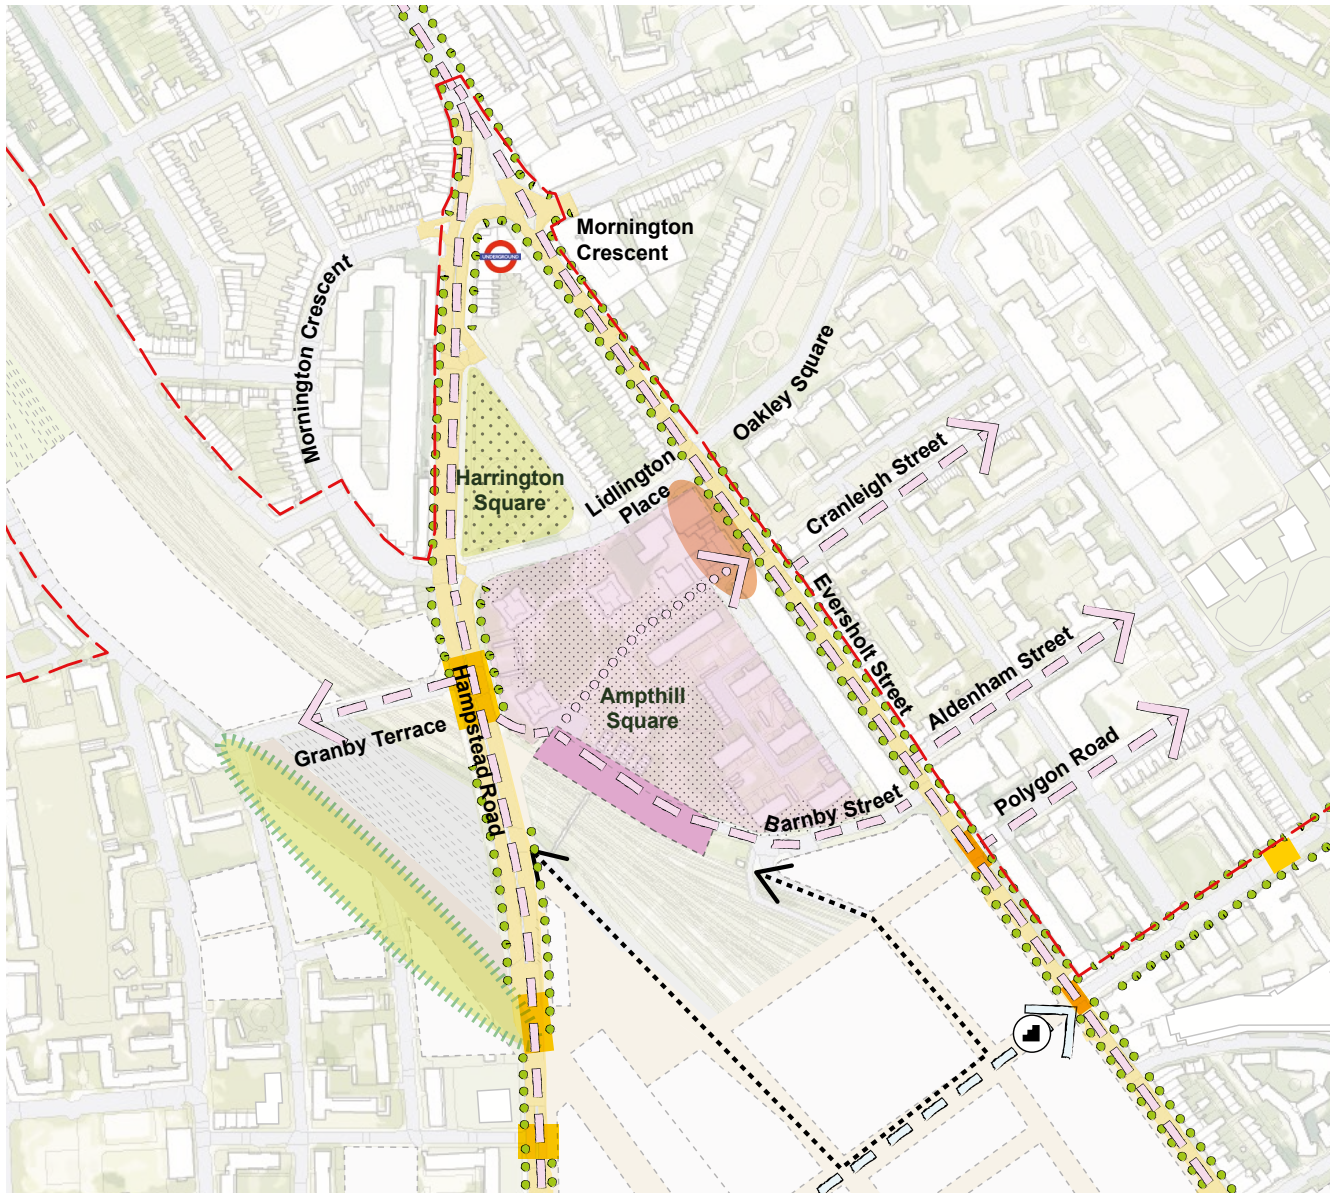 Mornington
Crescent
UNDERGROUND
Mornington Crescent
Oakley Square
Cranleigh Street
Harrington
Square
Lidlington
Place
Eversholt Street
Aldenham Street
Ampthill
Square
Hampstead Road
Granby Terrace
Polygon Road
Barnby Street